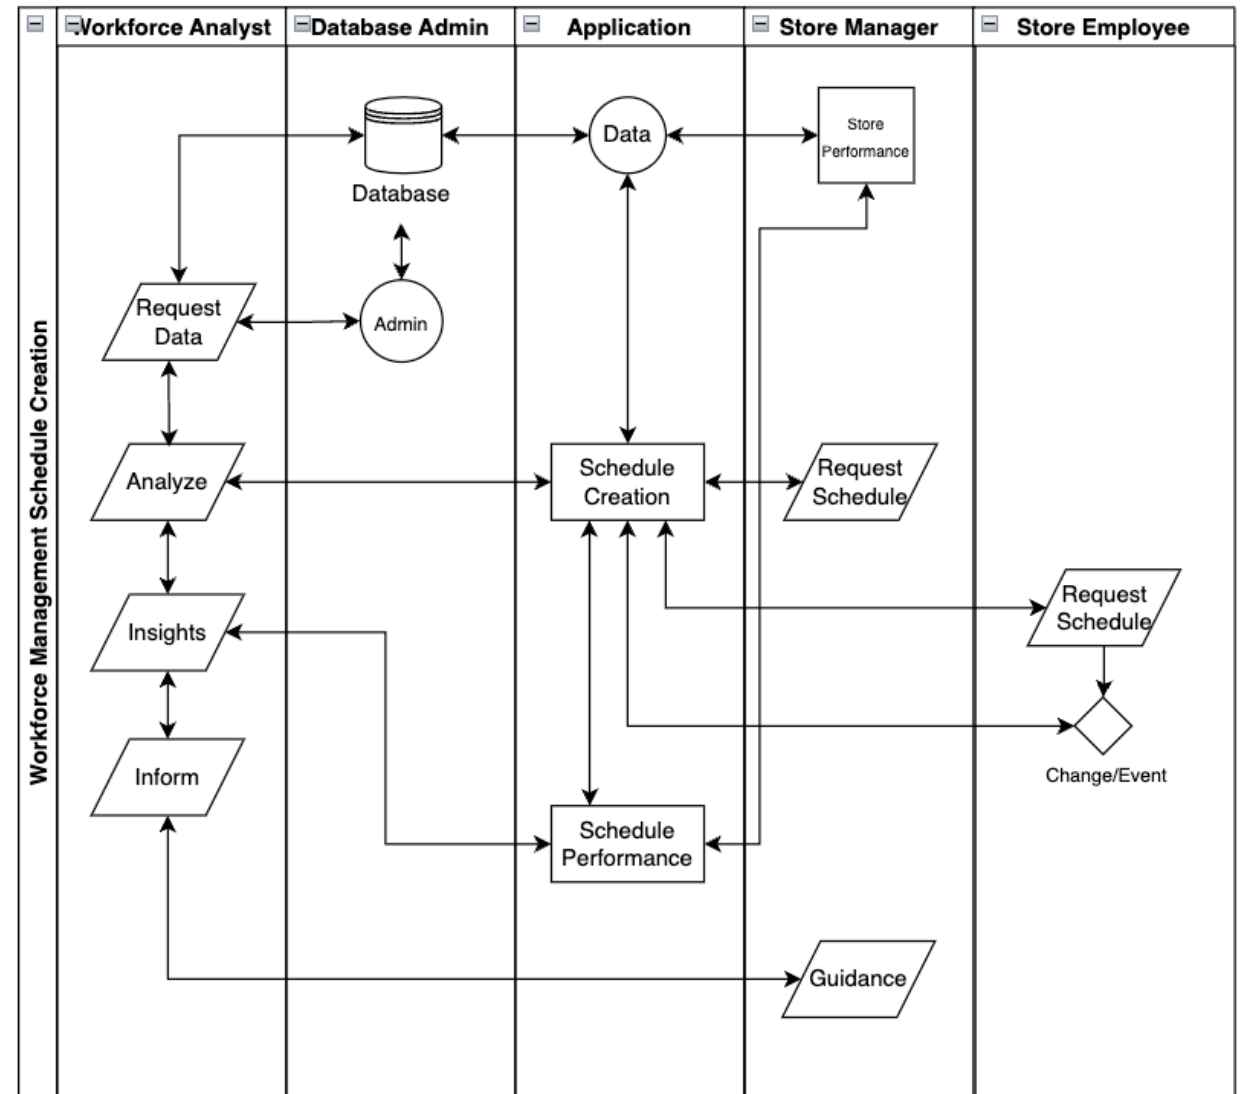 Workforce Analyst
Database Admin
Application
Store Manager
Store Employee
Workforce Management Schedule Creation
Database
Data
Store
Performance
Request
Data
Admin
Analyze
Schedule
Creation
Request
Schedule
Insights
Request
Schedule
Inform
Change/Event
Schedule
Performance
Guidance